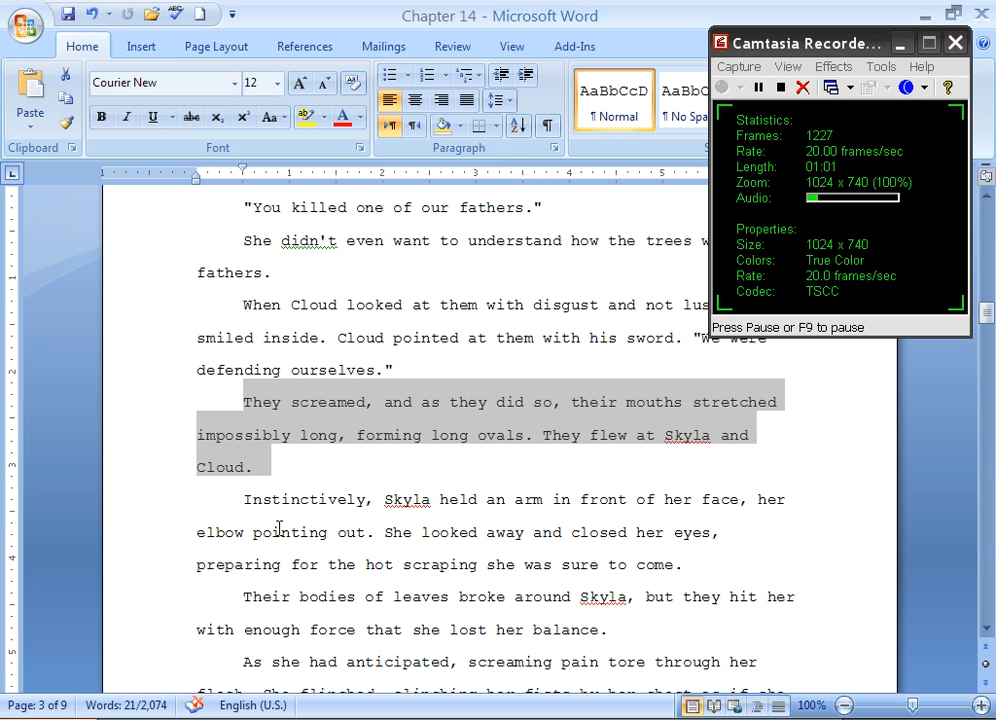 Chapter 14 - Microsoft Word
Home Insert Page Layout References Mailings Review View Add-Ins
Paste
Clipboard
Courier New 12
Font
Paragraph
AaBbCcD
¶ Normal
¶ No Spa
Camtasia Recorde...
Capture View Effects Tools Help
Statistics:
Frames: 1227
Rate: 20.00 frames/sec
Length: 01:01
Zoom: 1024 x 740 (100%)
Audio:
Properties:
Size: 1024 x 740
Colors: True Color
Rate: 20.0 frames/sec
Codec: TSCC
Press Pause or F9 to pause
"You killed one of our fathers."
She didn't even want to understand how the trees
fathers.
When Cloud looked at them with disgust and not
smiled inside. Cloud pointed at them with his sword. "We were
defending ourselves."
They screamed, and as they did so, their mouths stretched
impossibly long, forming long ovals. They flew at Skyla and
Cloud.
Instinctively, Skyla held an arm in front of her face, her
elbow pointing out. She looked away and closed her eyes,
preparing for the hot scraping she was sure to come.
Their bodies of leaves broke around Skyla, but they hit her
with enough force that she lost her balance.
As she had anticipated, screaming pain tore through her
Page: 3 of 9 Words: 21/2,074 English (U.S.) 100%